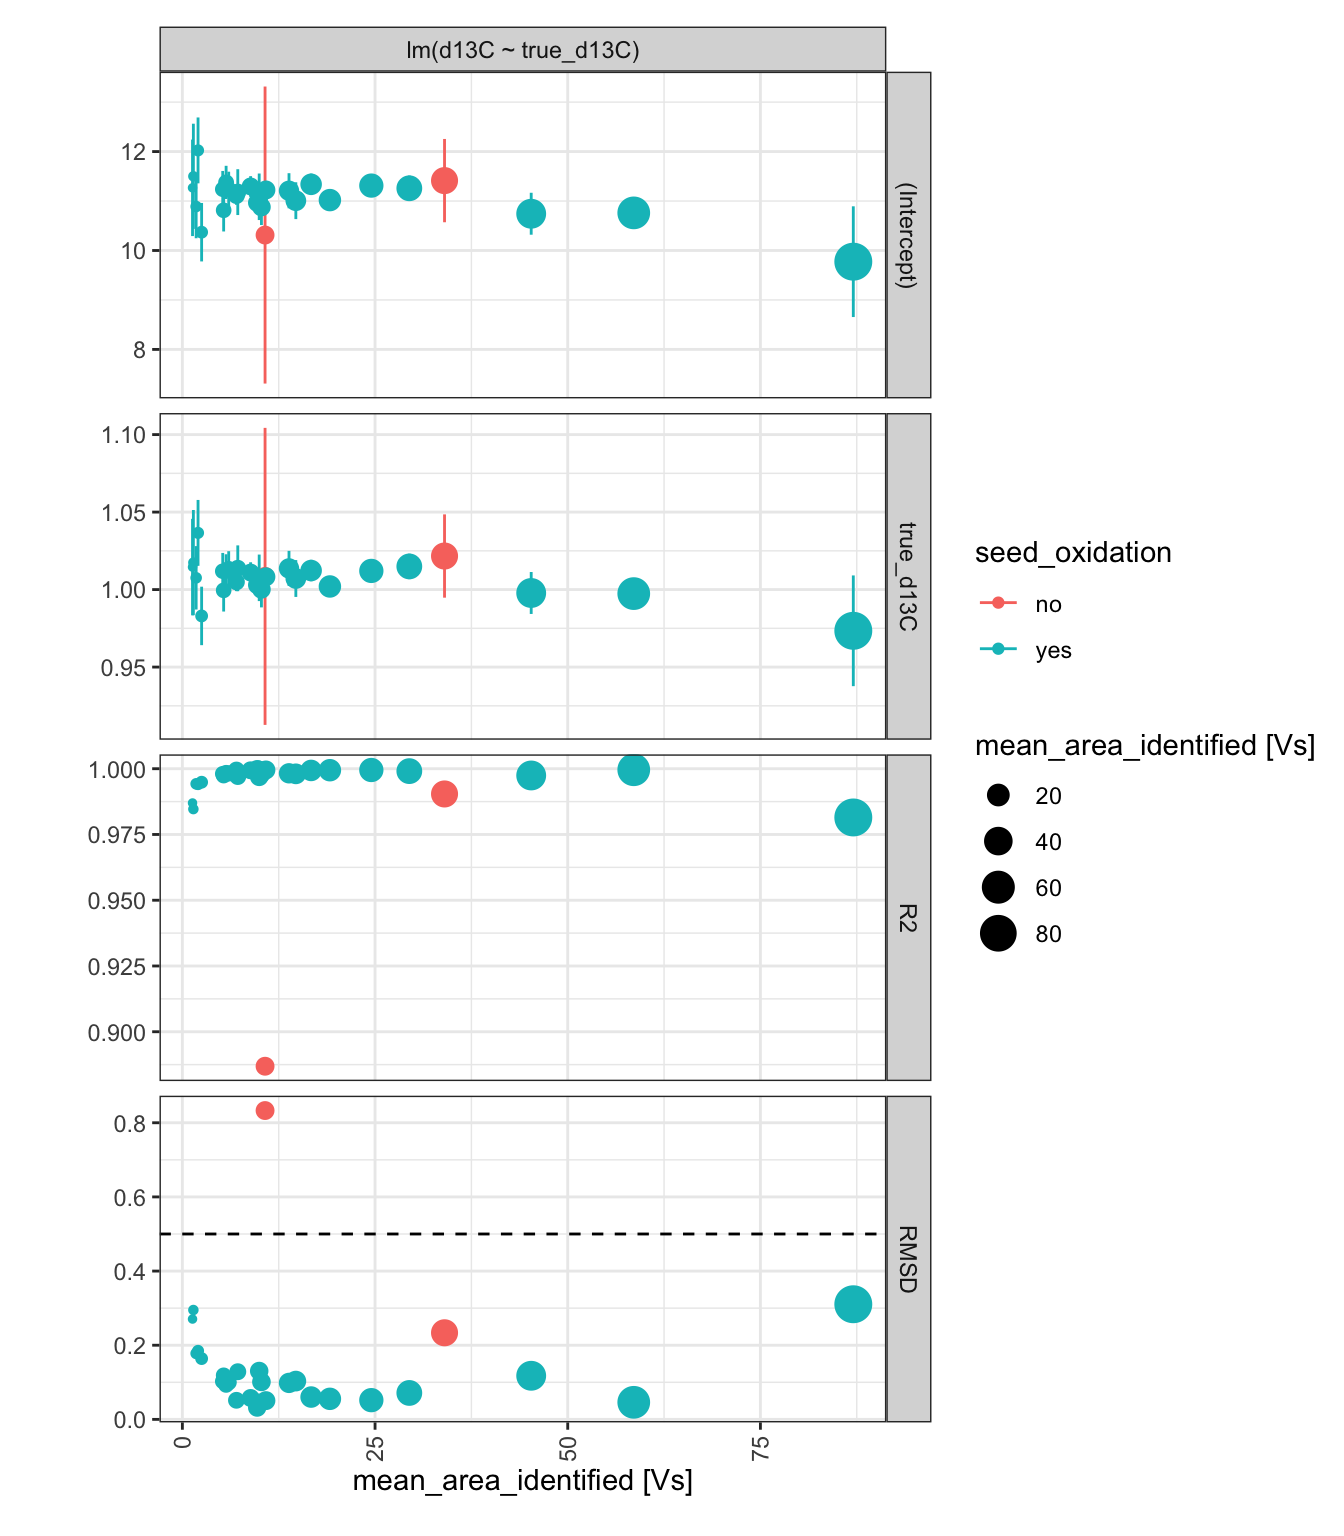 lm(d13C ~ true_d13C)
12
10
8
(Intercept)
1.10
1.05
1.00
0.95
true_d13C
1.000
0.975
0.950
0.925
0.900
R2
0.8
0.6
0.4
0.2
0.0
RMSD
0
25
50
75
mean_area_identified [Vs]
seed_oxidation
no
yes
mean_area_identified [Vs]
20
40
60
80